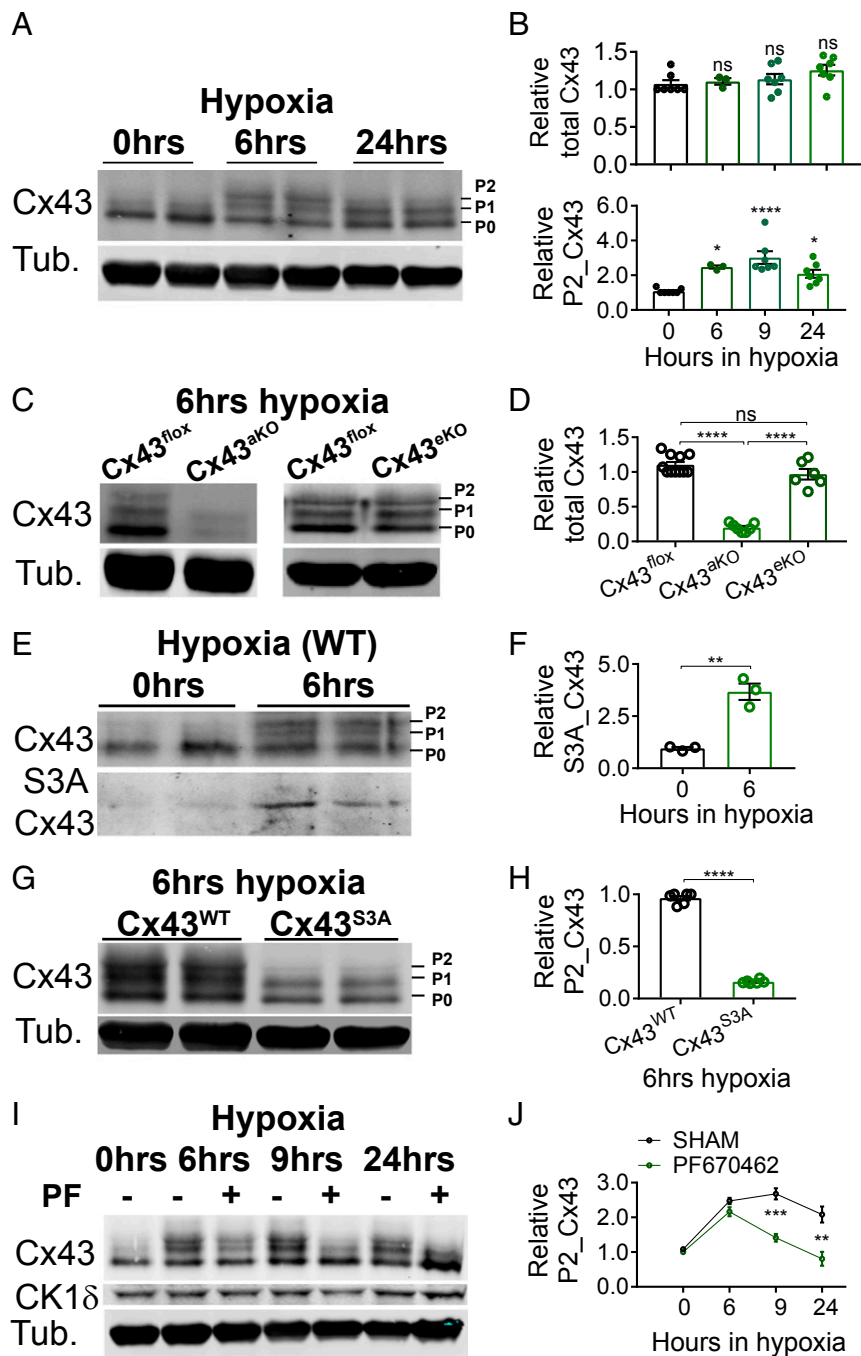 A
Hypoxia
0hrs 6hrs 24hrs
Cx43
P2
P1
P0
Tub.
B
Relative total Cx43
1.5
1.0
0.5
0.0
ns
ns
ns
Relative P2_Cx43
6.0
4.0
2.0
0.0
*
****
*
0 6 9 24
Hours in hypoxia
C
6hrs hypoxia
Cx43flox Cx43aKO Cx43flox Cx43eKO
Cx43
P2
P1
P0
Tub.
D
Relative total Cx43
1.5
1.0
0.5
0.0
ns
**** ****
Cx43flox Cx43aKO Cx43eKO
E
Hypoxia (WT)
0hrs 6hrs
Cx43
P2
P1
P0
S3A
Cx43
F
Relative S3A_Cx43
5.0
2.5
0.0
**
0 6
Hours in hypoxia
G
6hrs hypoxia
Cx43WT Cx43S3A
Cx43
P2
P1
P0
Tub.
H
Relative P2_Cx43
1.0
0.5
0.0
****
Cx43WT Cx43S3A
6hrs hypoxia
I
Hypoxia
0hrs 6hrs 9hrs 24hrs
PF - - + - + - +
Cx43
CK1δ
Tub.
J
SHAM
PF670462
Relative P2_Cx43
3.0
2.0
1.0
0.0
***
**
0 6 9 24
Hours in hypoxia